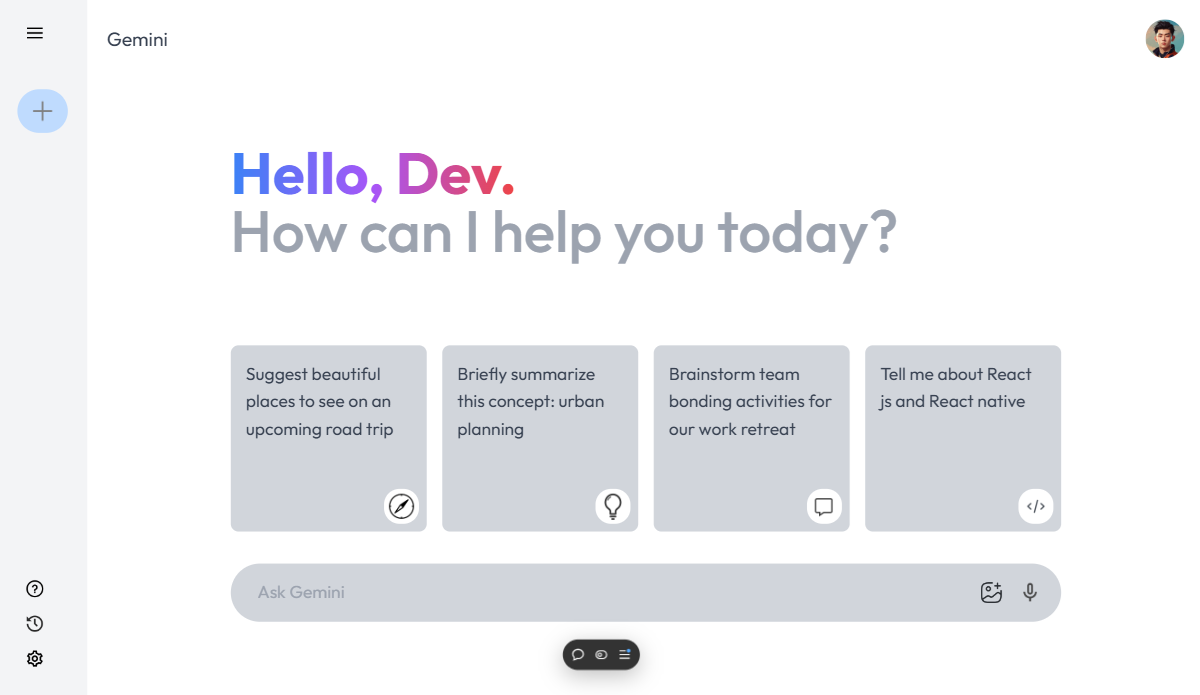 Gemini
Hello, Dev.
How can I help you today?
Suggest beautiful
places to see on an
upcoming road trip
Briefly summarize
this concept: urban
planning
Brainstorm team
bonding activities for
our work retreat
Tell me about React
js and React native
Ask Gemini